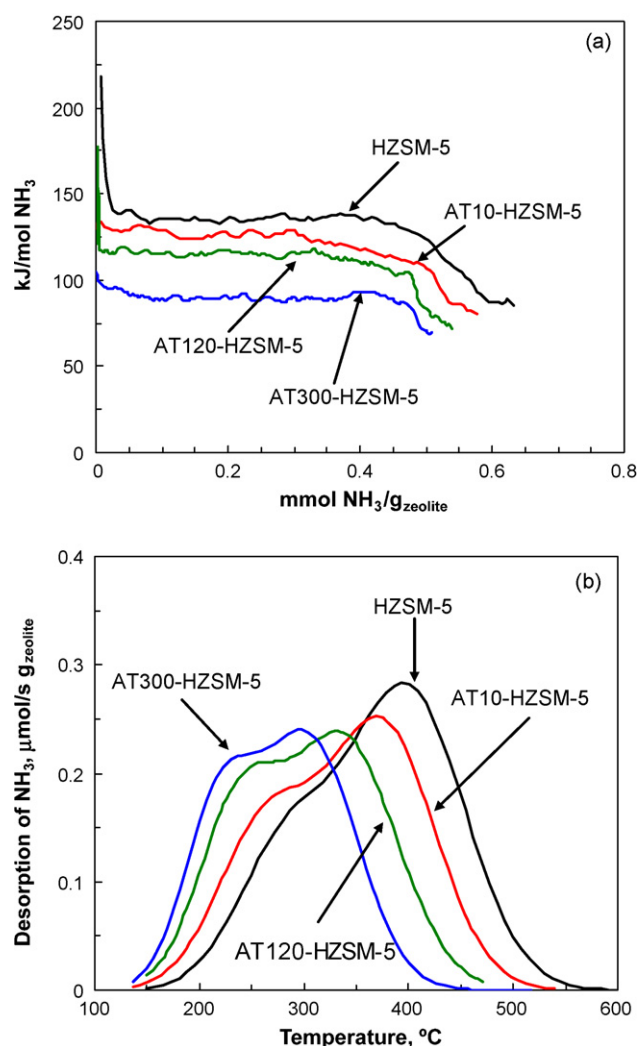 (a)
250
200
150
100
50
0
kJ/mol NH₃
HZSM-5
AT10-HZSM-5
AT120-HZSM-5
AT300-HZSM-5
0 0.2 0.4 0.6 0.8
mmol NH₃/g_zeolite
(b)
0.4
0.3
0.2
0.1
0
Desorption of NH₃, μmol/s g_zeolite
HZSM-5
AT300-HZSM-5
AT10-HZSM-5
AT120-HZSM-5
100 200 300 400 500 600
Temperature, ºC